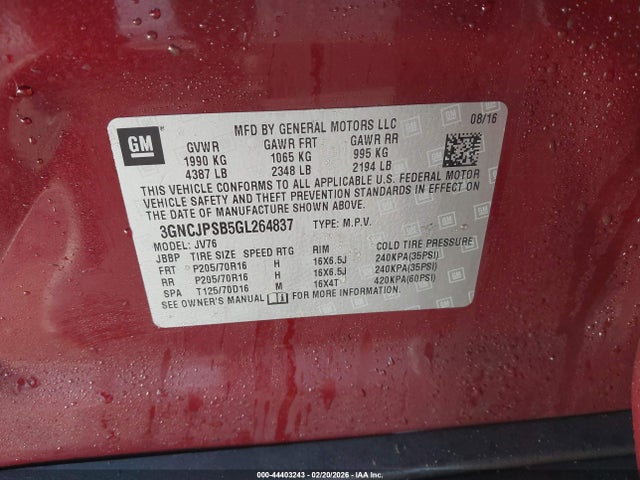 GM
MFD BY GENERAL MOTORS LLC 08/16
GVWR GAWR FRT GAWR RR
1990 KG 1065 KG 995 KG
4387 LB 2348 LB 2194 LB
THIS VEHICLE CONFORMS TO ALL APPLICABLE U.S. FEDERAL MOTOR
VEHICLE SAFETY AND THEFT PREVENTION STANDARDS IN EFFECT ON
THE DATE OF MANUFACTURE SHOWN ABOVE.
3GNCJPSB5GL264837 TYPE: M.P.V.
MODEL: JV76
JBBP TIRE SIZE SPEED RTG RIM COLD TIRE PRESSURE
FRT P205/70R16 H 16X6.5J 240KPA(35PSI)
RR P205/70R16 H 16X6.5J 240KPA(35PSI)
SPA T125/70D16 M 16X4T 420KPA(60PSI)
SEE OWNER'S MANUAL FOR MORE INFORMATION.
000-44403243 - 02/20/2026 - IAA Inc.